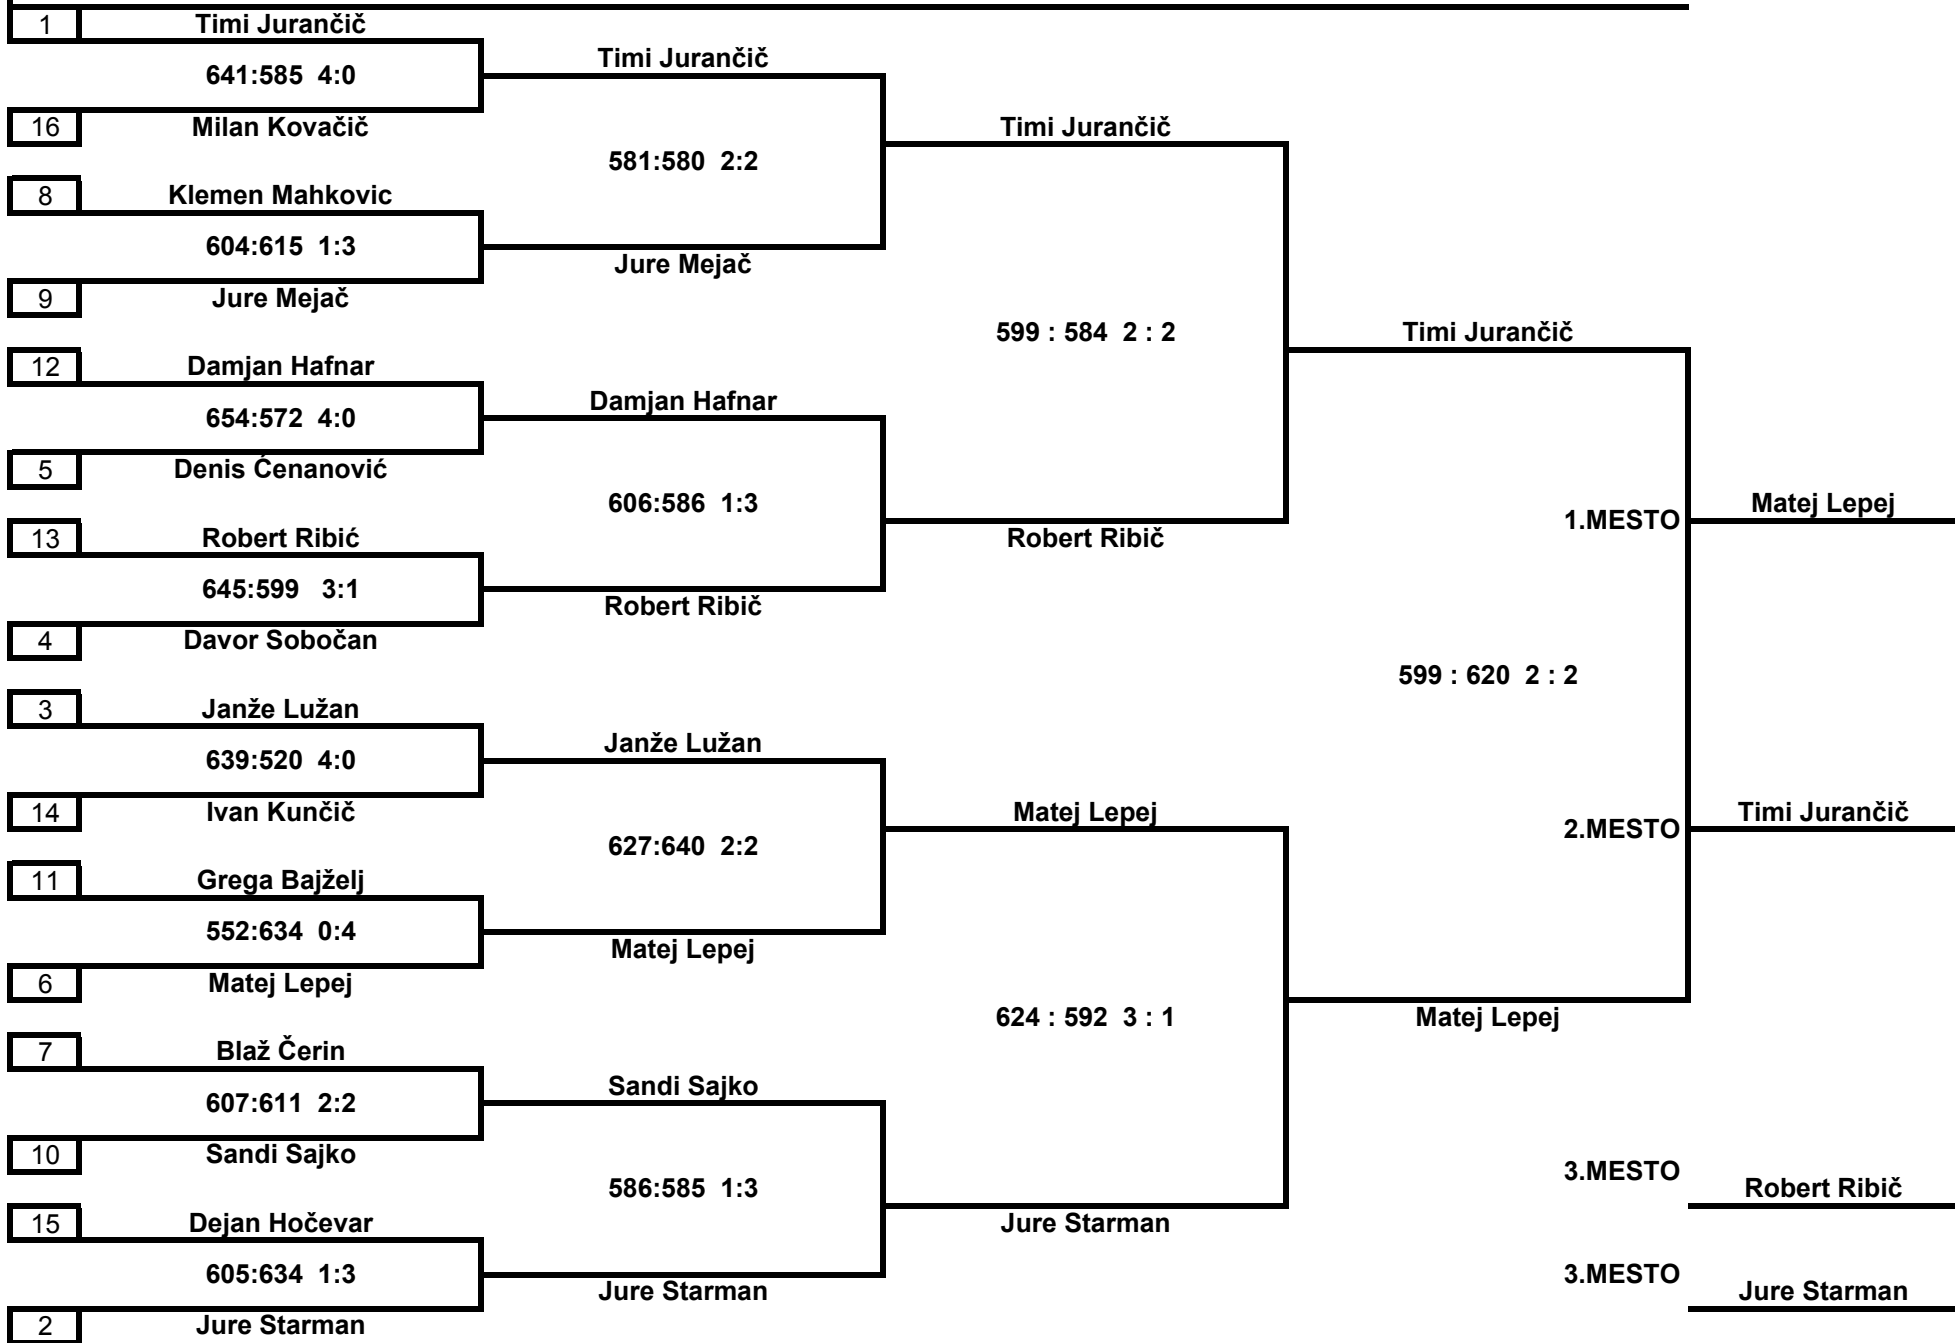 1 Timi Jurančič
641:585 4:0
16 Milan Kovačič
8 Klemen Mahkovic
604:615 1:3
9 Jure Mejač
12 Damjan Hafnar
654:572 4:0
5 Denis Ćenanović
13 Robert Ribić
645:599 3:1
4 Davor Sobočan
3 Janže Lužan
639:520 4:0
14 Ivan Kunčič
11 Grega Bajželj
552:634 0:4
6 Matej Lepej
7 Blaž Čerin
607:611 2:2
10 Sandi Sajko
15 Dejan Hočevar
605:634 1:3
2 Jure Starman
Timi Jurančič
581:580 2:2
Jure Mejač
Damjan Hafnar
606:586 1:3
Robert Ribič
Janže Lužan
627:640 2:2
Matej Lepej
Sandi Sajko
586:585 1:3
Jure Starman
Timi Jurančič
599 : 584 2 : 2
Robert Ribič
Matej Lepej
624 : 592 3 : 1
Jure Starman
Timi Jurančič
599 : 620 2 : 2
Matej Lepej
1.MESTO Matej Lepej
2.MESTO Timi Jurančič
3.MESTO Robert Ribič
3.MESTO Jure Starman